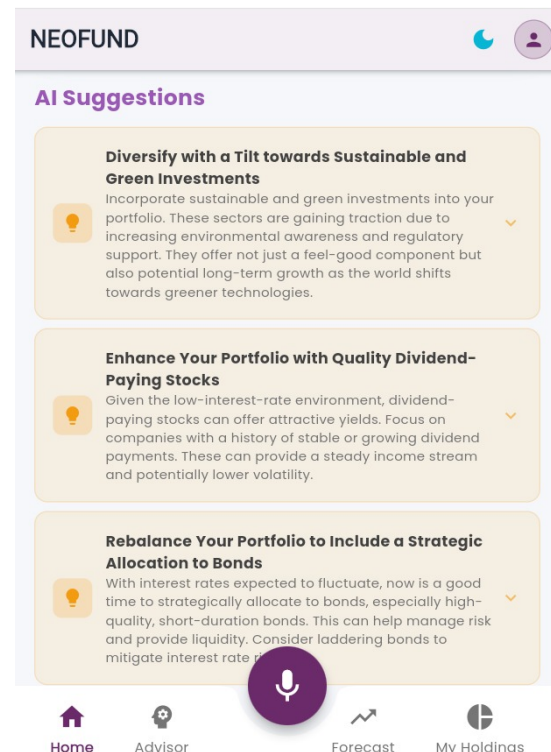 NEOFUND
AI Suggestions
Diversify with a Tilt towards Sustainable and
Green Investments
Incorporate sustainable and green investments into your
portfolio. These sectors are gaining traction due to
increasing environmental awareness and regulatory
support. They offer not just a feel-good component but
also potential long-term growth as the world shifts
towards greener technologies.
Enhance Your Portfolio with Quality Dividend-
Paying Stocks
Given the low-interest-rate environment, dividend-
paying stocks can offer attractive yields. Focus on
companies with a history of stable or growing dividend
payments. These can provide a steady income stream
and potentially lower volatility.
Rebalance Your Portfolio to Include a Strategic
Allocation to Bonds
With interest rates expected to fluctuate, now is a good
time to strategically allocate to bonds, especially high-
quality, short-duration bonds. This can help manage risk
and provide liquidity. Consider laddering bonds to
mitigate interest rate
Home
Advisor
Forecast
My Holdings